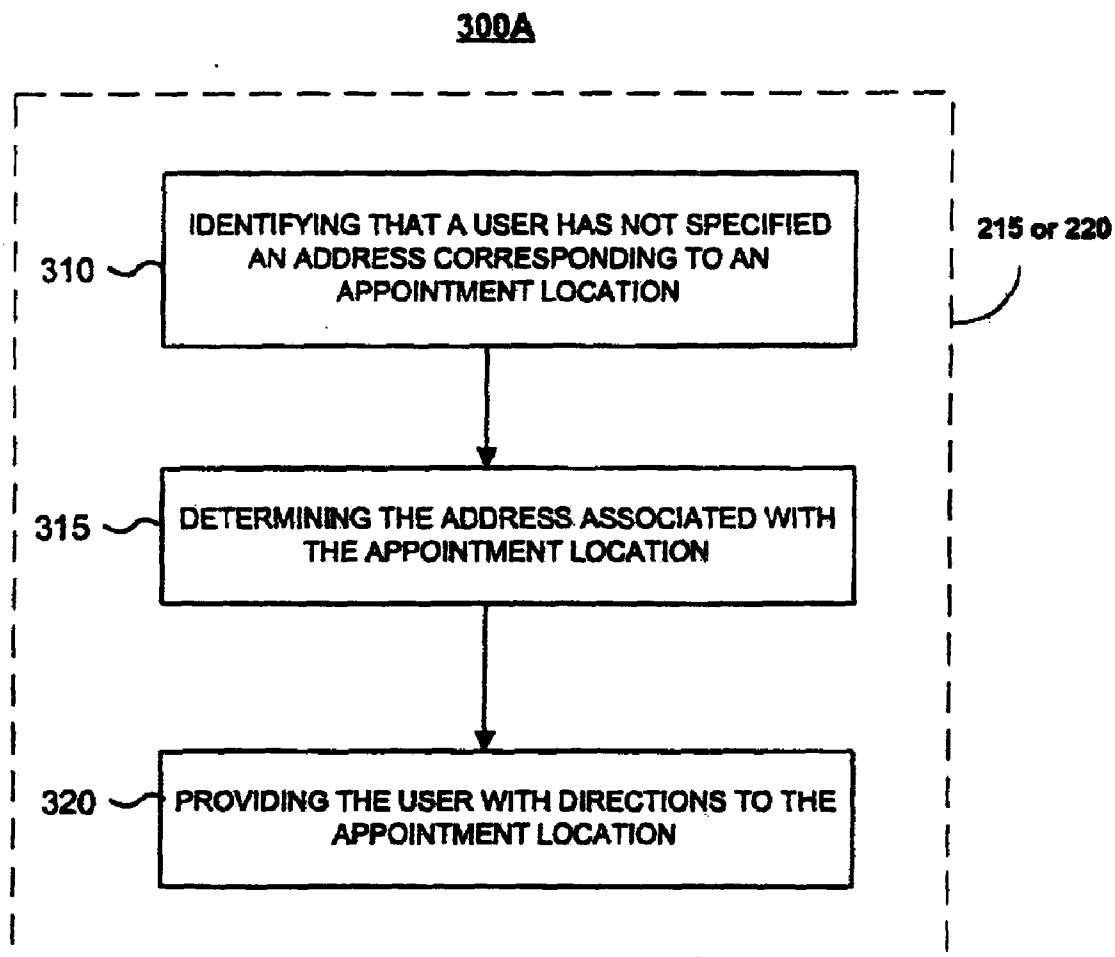 300A
IDENTIFYING THAT A USER HAS NOT SPECIFIED
AN ADDRESS CORRESPONDING TO AN
APPOINTMENT LOCATION
310
215 or 220
DETERMINING THE ADDRESS ASSOCIATED WITH
THE APPOINTMENT LOCATION
315
PROVIDING THE USER WITH DIRECTIONS TO THE
APPOINTMENT LOCATION
320